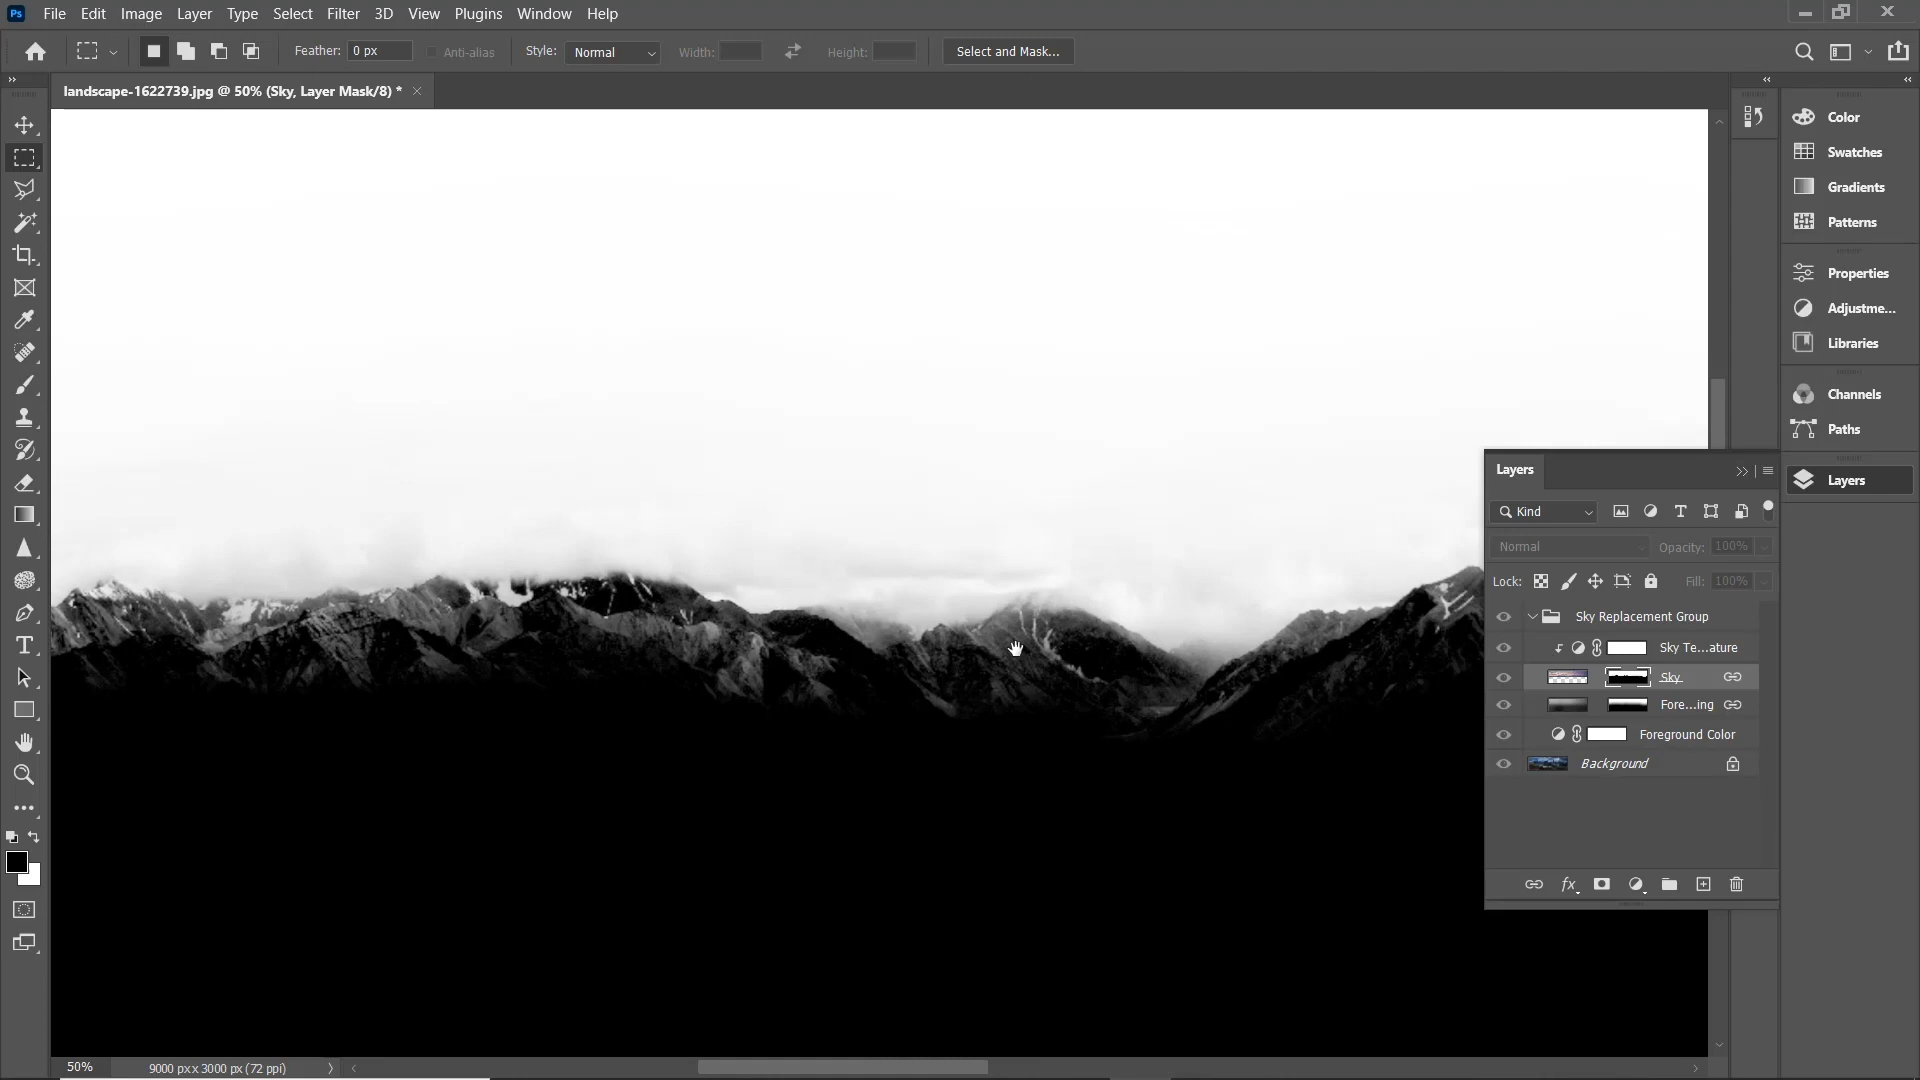 Ps File Edit Image Layer Type Select Filter 3D View Plugins Window Help
Feather: 0 px Anti-alias Style: Normal Width: Height: Select and Mask...
landscape-1622739.jpg @ 50% (Sky, Layer Mask/8) *
Color
Swatches
Gradients
Patterns
Properties
Adjustme...
Libraries
Channels
Paths
Layers
Layers
Kind
Normal Opacity: 100%
Lock: Fill: 100%
Sky Replacement Group
Sky Te...ature
Sky
Fore...ing
Foreground Color
Background
fx
50% 9000 px x 3000 px (72 ppi)